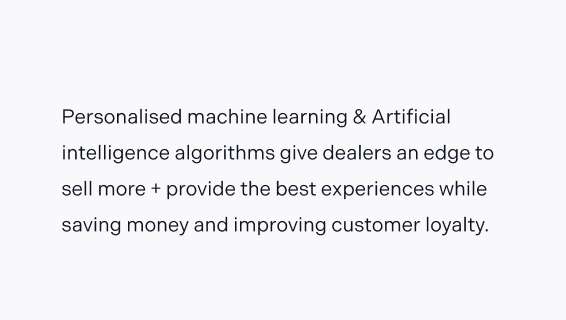 Personalised machine learning & Artificial
intelligence algorithms give dealers an edge to
sell more + provide the best experiences while
saving money and improving customer loyalty.